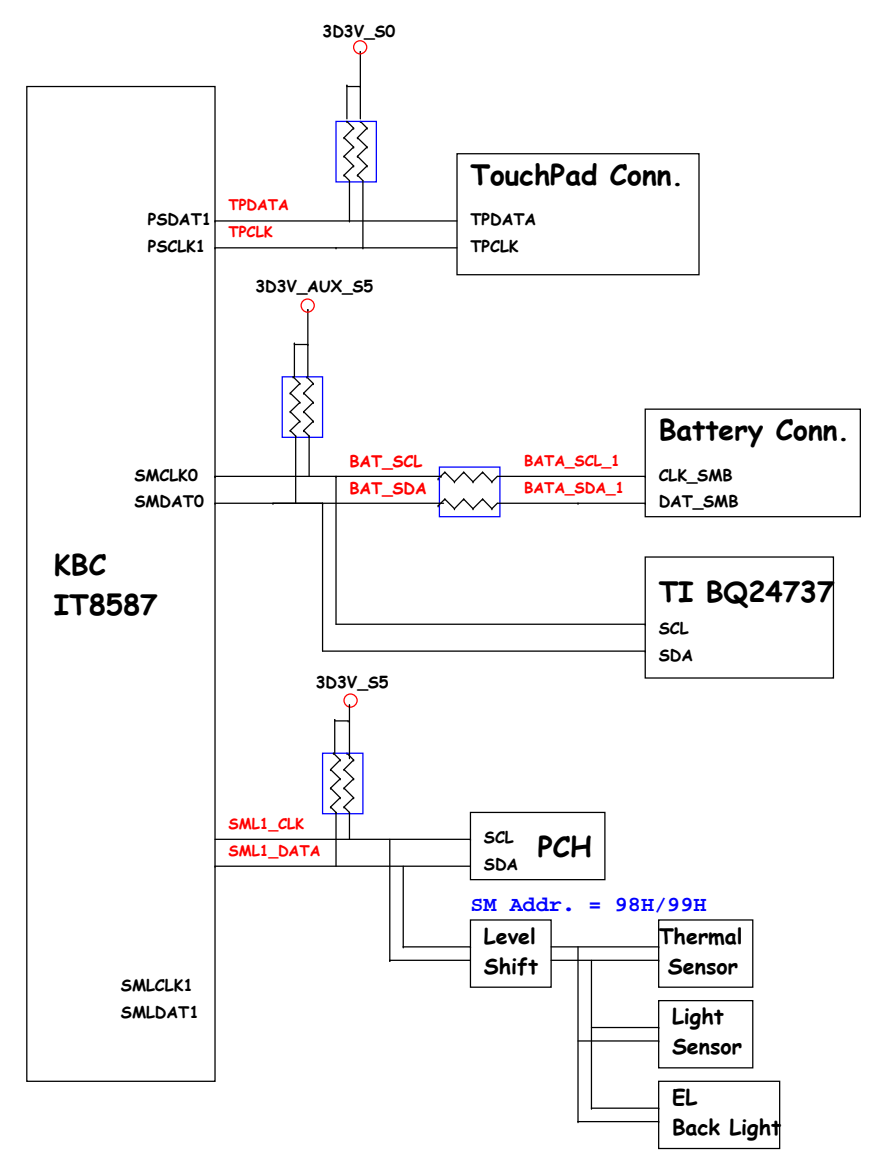 3D3V_S0
TouchPad Conn.
TPDATA
PSDAT1
TPDATA
TPCLK
PSCLK1
TPCLK
3D3V_AUX_S5
Battery Conn.
BAT_SCL
BATA_SCL_1
SMCLK0
CLK_SMB
BAT_SDA
BATA_SDA_1
SMDAT0
DAT_SMB
KBC
IT8587
TI BQ24737
SCL
SDA
3D3V_S5
SML1_CLK
SCL
PCH
SML1_DATA
SDA
SM Addr. = 98H/99H
Level
Shift
Thermal
Sensor
SMLCLK1
SMLDAT1
Light
Sensor
EL
Back Light